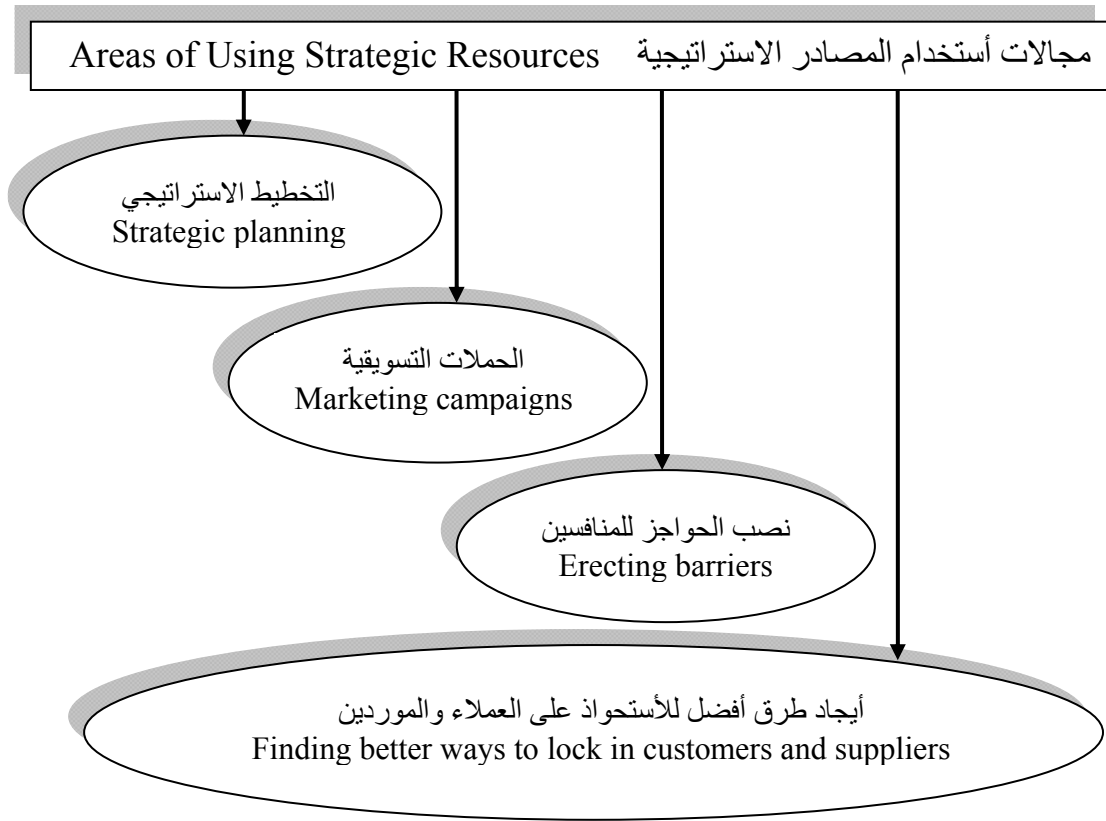 Areas of Using Strategic Resources مجالات أستخدام المصادر الاستراتيجية
التخطيط الاستراتيجي
Strategic planning
الحملات التسويقية
Marketing campaigns
نصب الحواجز للمنافسين
Erecting barriers
أيجاد طرق أفضل للأستحواذ على العملاء والموردين
Finding better ways to lock in customers and suppliers